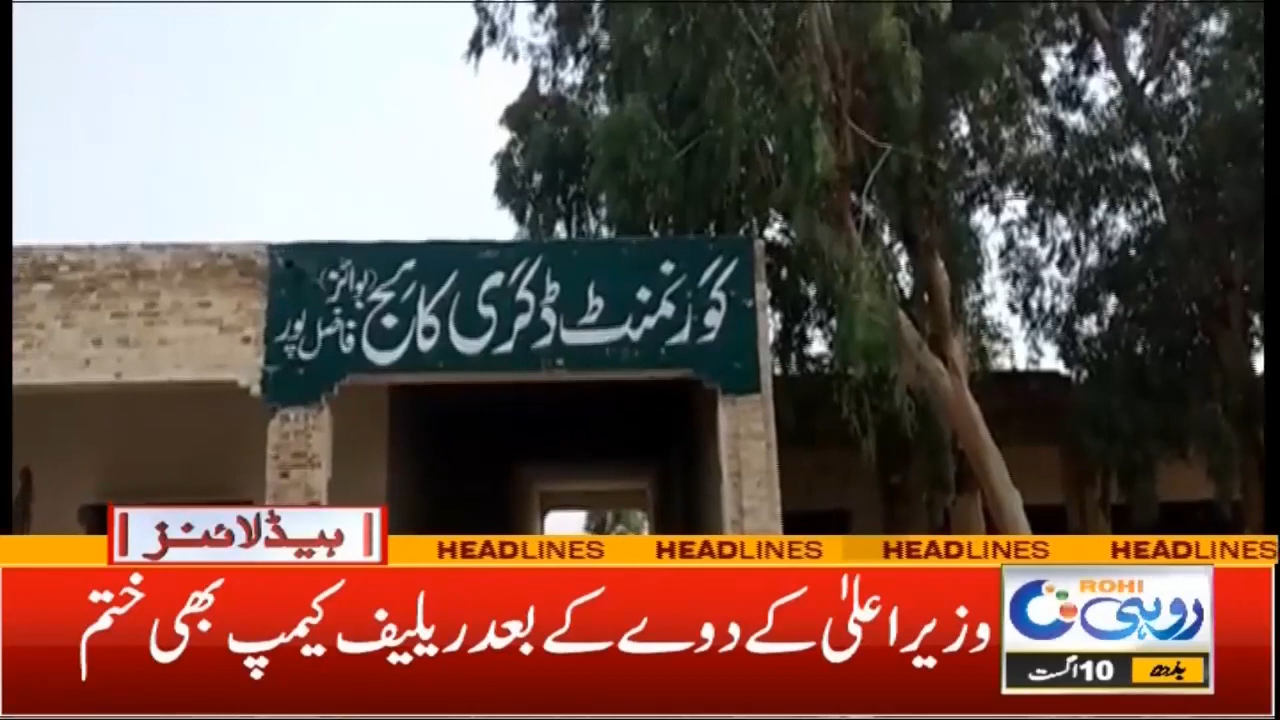 گورنمنٹ ڈگری کالج (بوائز) فاضل پور
ہیڈلائنز
HEADLINES HEADLINES HEADLINES HEADLINES
وزیراعلیٰ کے دوے کے بعد ریلیف کیمپ بھی ختم
ROHI
روہی
بدھ 10 اگست